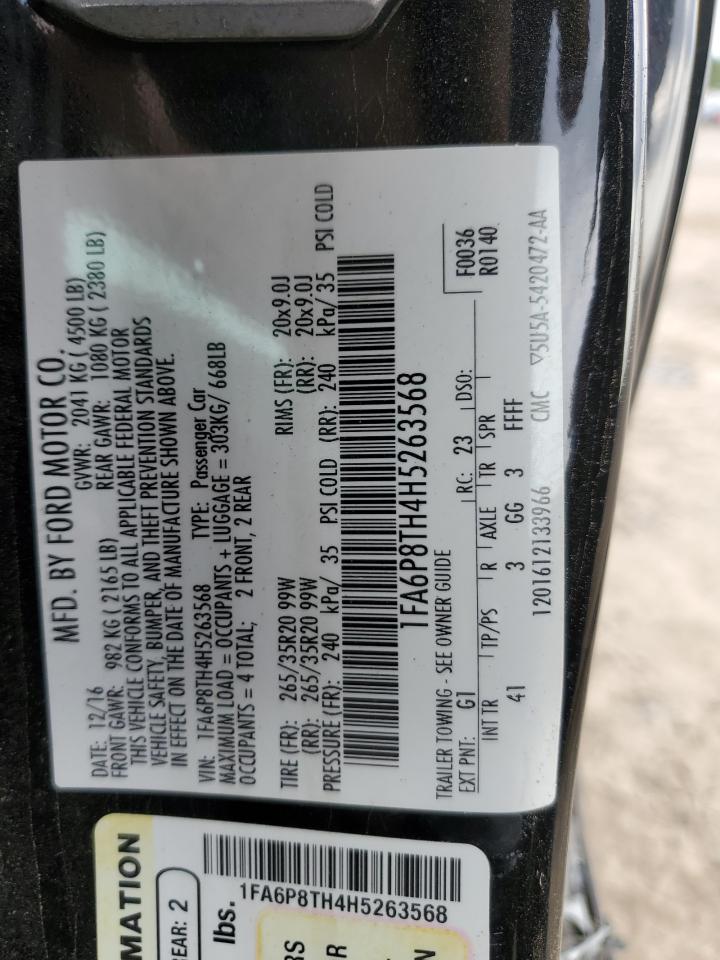 MFD. BY FORD MOTOR CO.
DATE: 12/16 GVWR: 2041 KG ( 4500 LB)
FRONT GAWR: 982 KG ( 2165 LB) REAR GAWR: 1080 KG ( 2380 LB)
THIS VEHICLE CONFORMS TO ALL APPLICABLE FEDERAL MOTOR
VEHICLE SAFETY, BUMPER, AND THEFT PREVENTION STANDARDS
IN EFFECT ON THE DATE OF MANUFACTURE SHOWN ABOVE.
VIN: 1FA6P8TH4H5263568 TYPE: Passenger Car
MAXIMUM LOAD = OCCUPANTS + LUGGAGE = 303KG/ 668LB
OCCUPANTS = 4 TOTAL; 2 FRONT, 2 REAR
TIRE (FR): 265/35R20 99W RIMS (FR): 20x9.0J
(RR): 265/35R20 99W (RR): 20x9.0J
PRESSURE (FR): 240 kPa/ 35 PSI COLD (RR): 240 kPa/ 35 PSI COLD
1FA6P8TH4H5263568
TRAILER TOWING - SEE OWNER GUIDE F0036
EXT PNT: G1 RC: 23 DSO: R0140
INT TR TP/PS R AXLE TR SPR
41 3 GG 3 FFF
1201612133966 CMC ▽5U5A-5420472-AA
1FA6P8TH4H5263568
MATION
EAR: 2
lbs.
RS
R
N